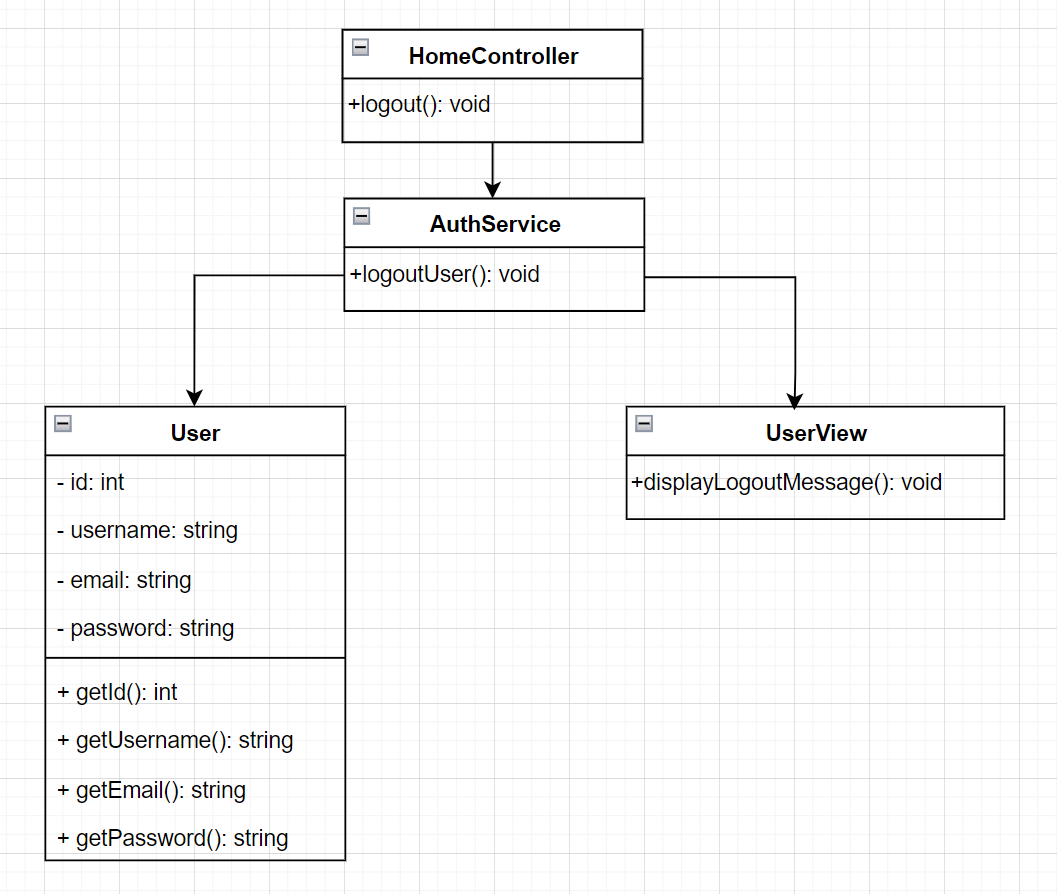 HomeController
+logout(): void
AuthService
+logoutUser(): void
User
- id: int
- username: string
- email: string
- password: string
+ getId(): int
+ getUsername(): string
+ getEmail(): string
+ getPassword(): string
UserView
+displayLogoutMessage(): void